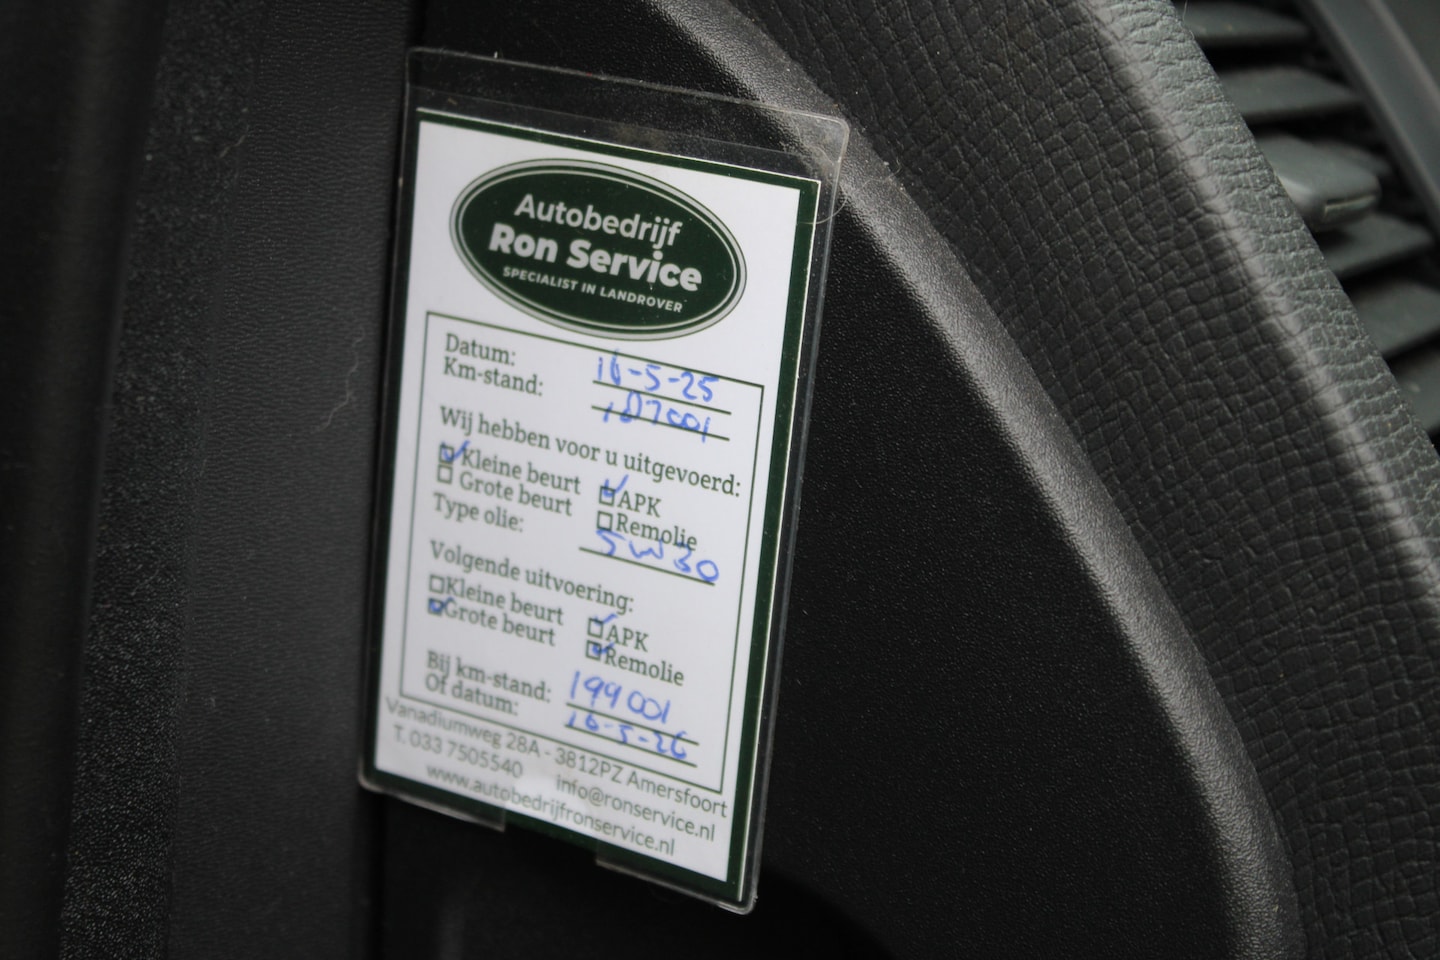 Autobedrijf
Ron Service
SPECIALIST IN LANDROVER
Datum: 16-5-25
Km-stand: 187001
Wij hebben voor u uitgevoerd:
Kleine beurt APK
Grote beurt Remolie
Type olie: 5W30
Volgende uitvoering:
Kleine beurt APK
Grote beurt Remolie
Bij km-stand: 199001
Of datum: 16-5-26
Vanadiumweg 28A - 3812PZ Amersfoort
T. 033 7505540 info@ronservice.nl
www.autobedrijfronservice.nl